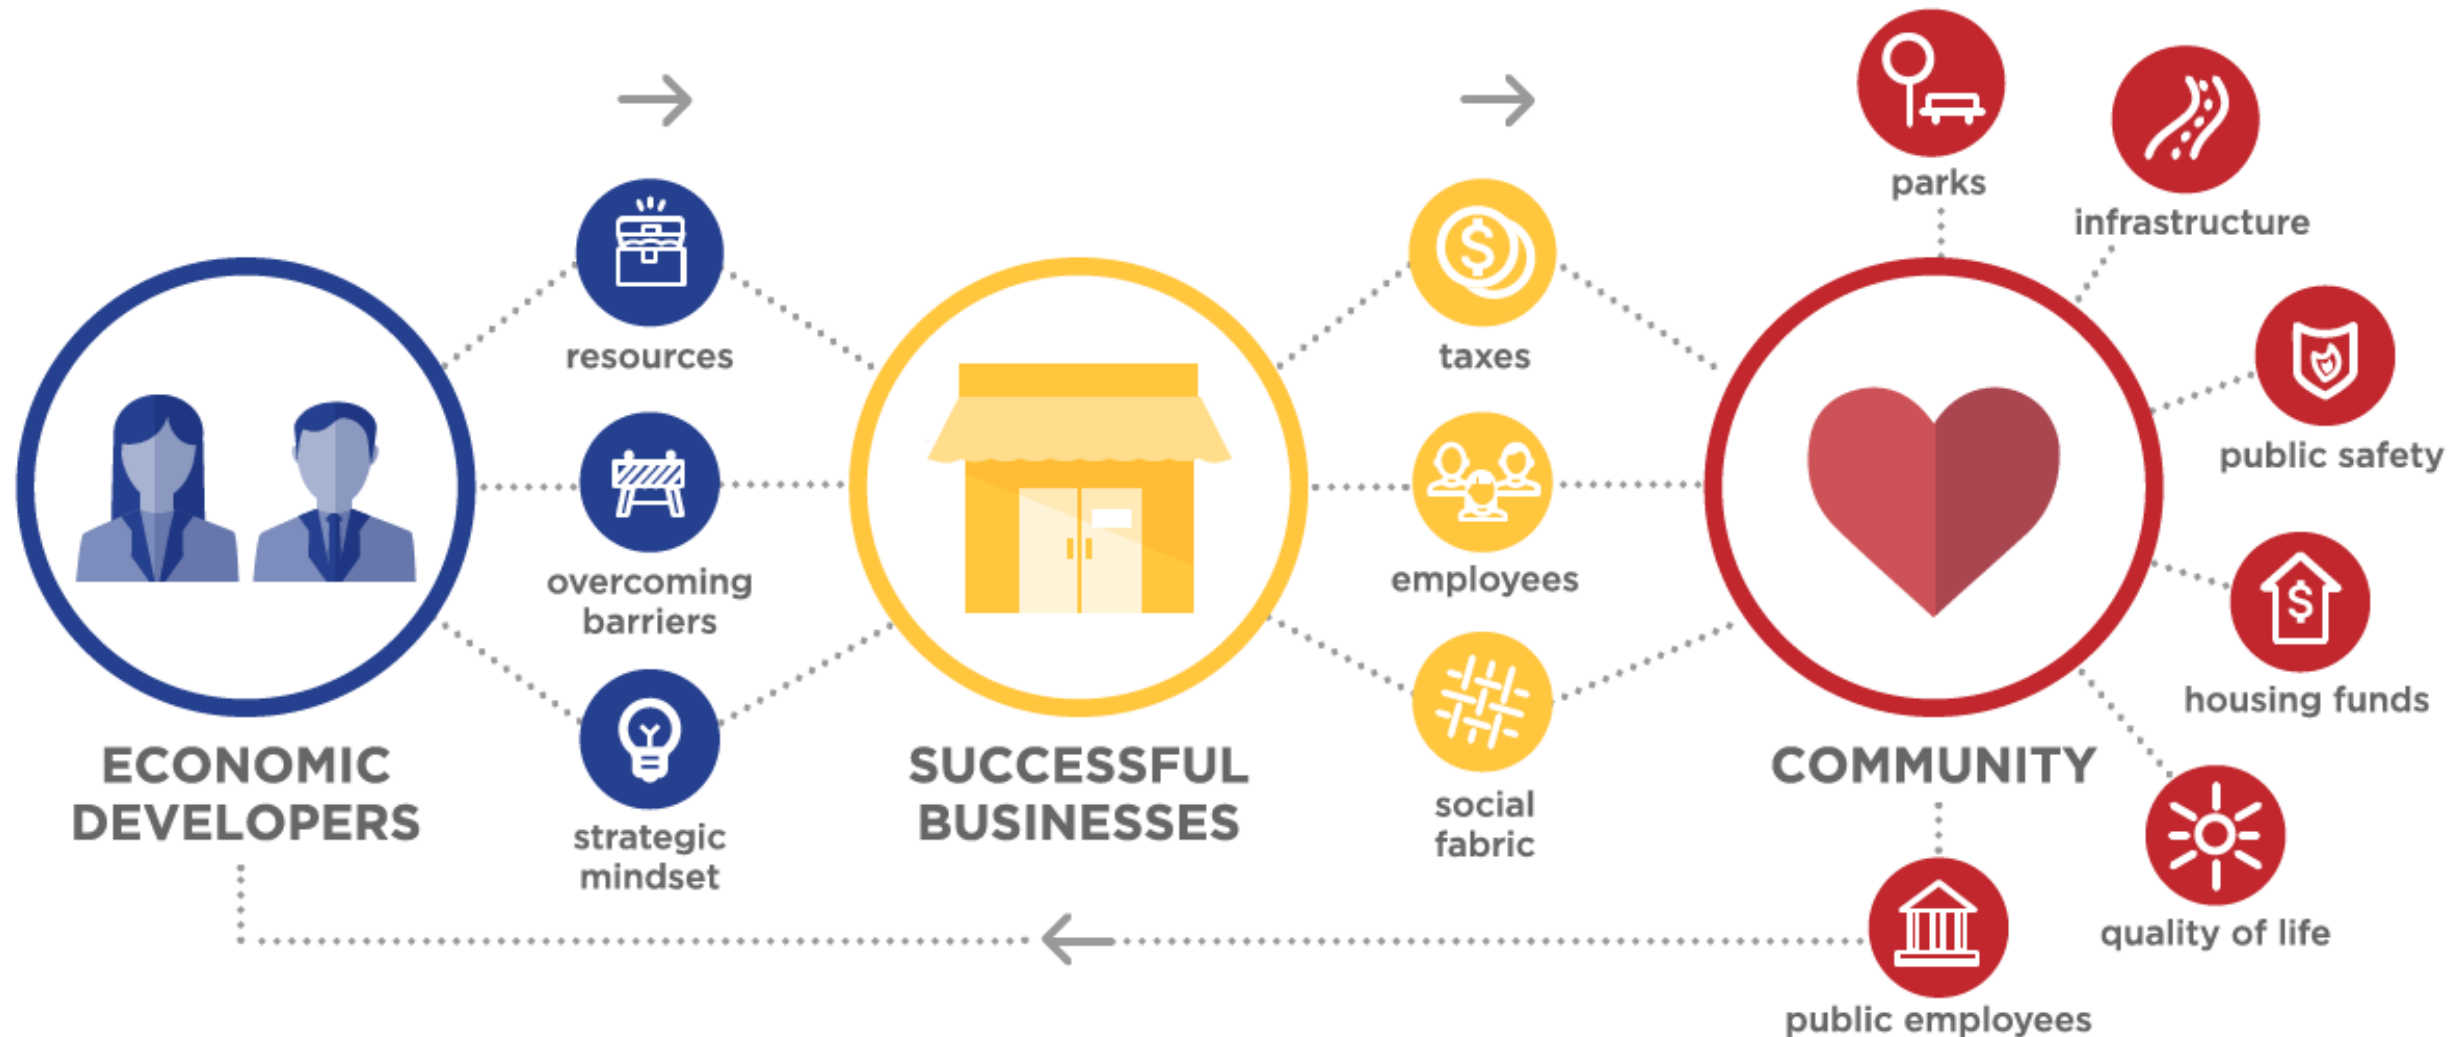 parks
infrastructure
resources
taxes
public safety
overcoming
barriers
employees
housing funds
ECONOMIC
DEVELOPERS
strategic
mindset
SUCCESSFUL
BUSINESSES
social
fabric
COMMUNITY
quality of life
public employees
$
$